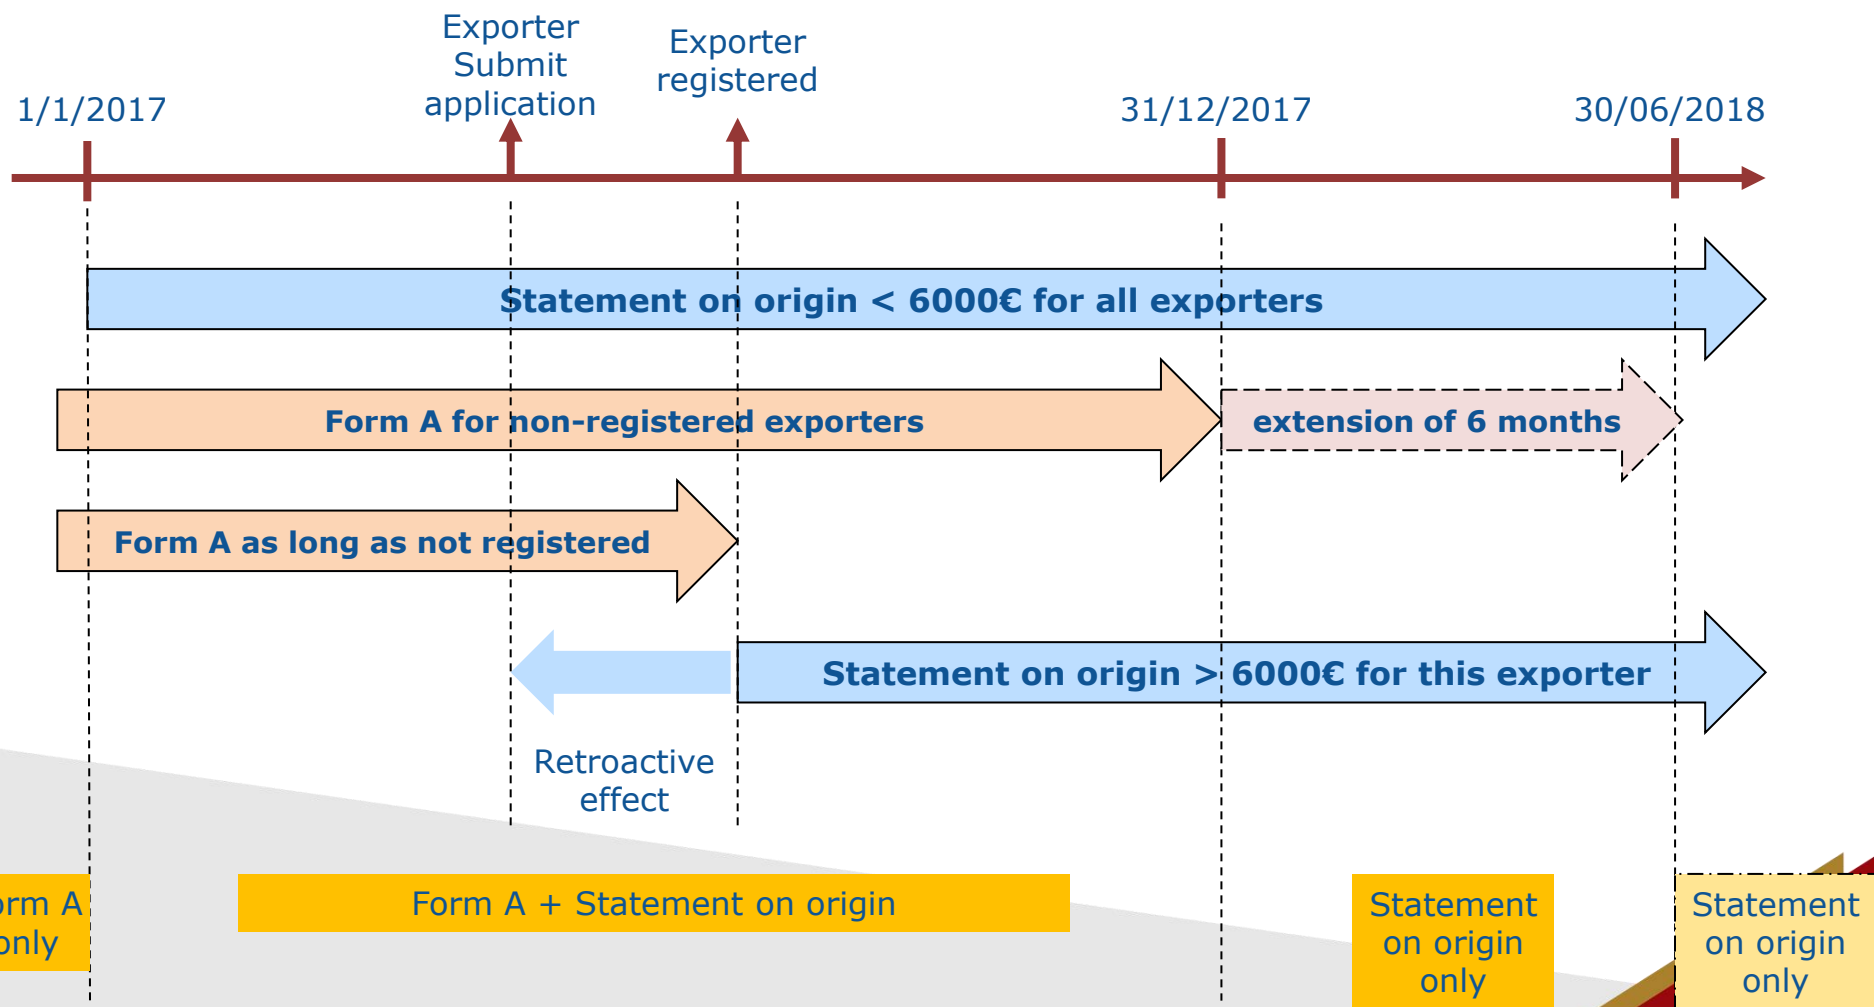 Exporter
Submit
application
Exporter
registered
1/1/2017
31/12/2017
30/06/2018
Statement on origin < 6000€ for all exporters
Form A for non-registered exporters
extension of 6 months
Form A as long as not registered
Statement on origin > 6000€ for this exporter
Retroactive
effect
A
Form A + Statement on origin
Statement
on origin
only
Statement
on origin
only